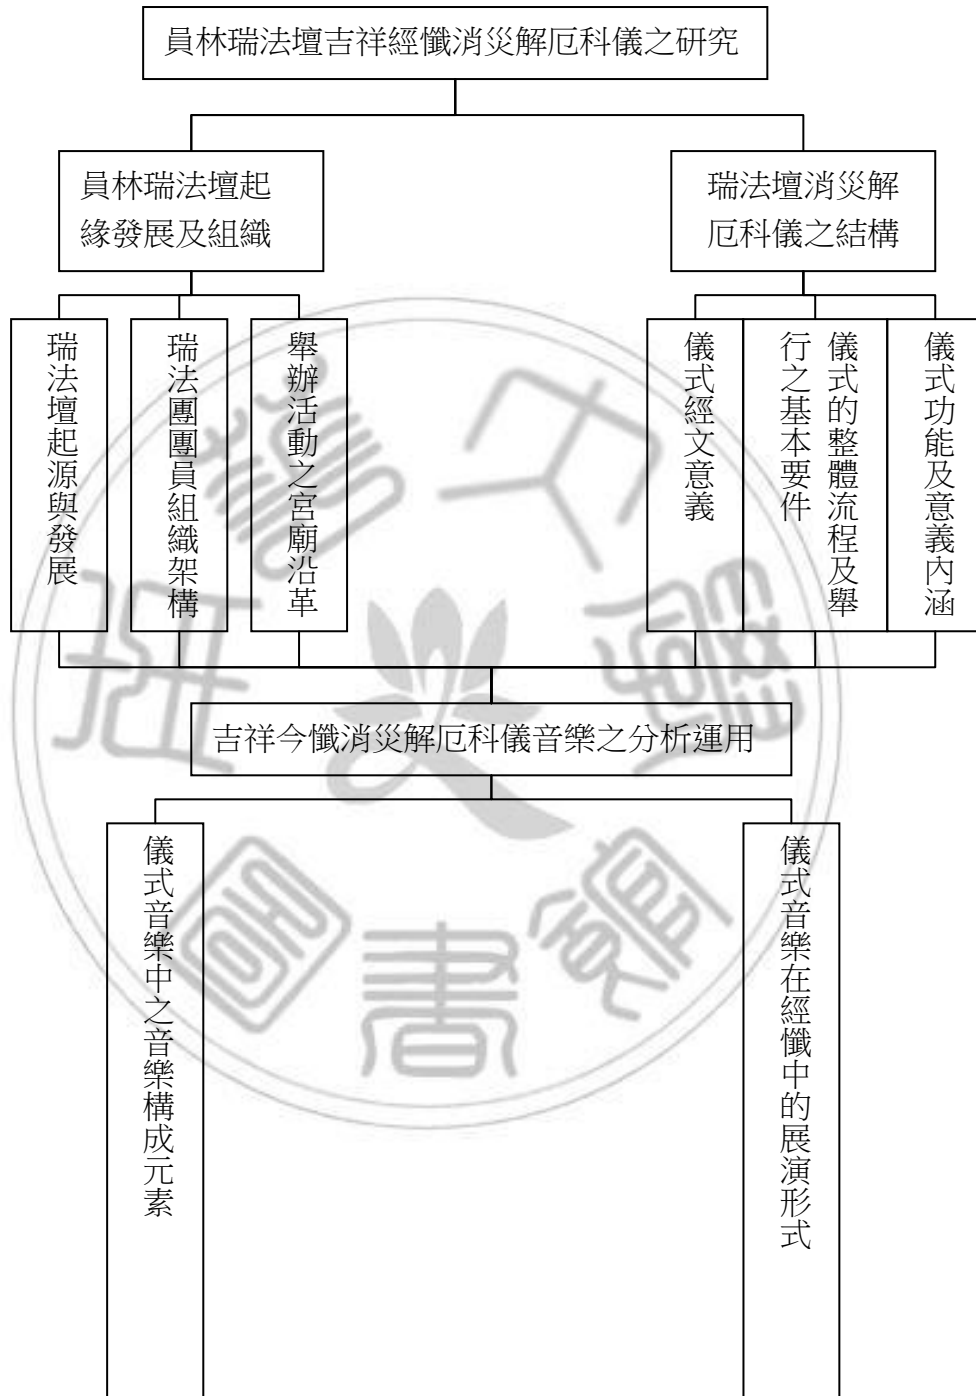 員林瑞法壇吉祥經懺消災解厄科儀之研究
員林瑞法壇起
緣發展及組織
瑞法壇消災解
厄科儀之結構
瑞法壇起源與發展
瑞法團團員組織架構
舉辦活動之宮廟沿革
儀式經文意義
儀式的整體流程及舉
行之基本要件
儀式功能及意義內涵
吉祥今懺消災解厄科儀音樂之分析運用
儀式音樂中之音樂構成元素
儀式音樂在經懺中的展演形式